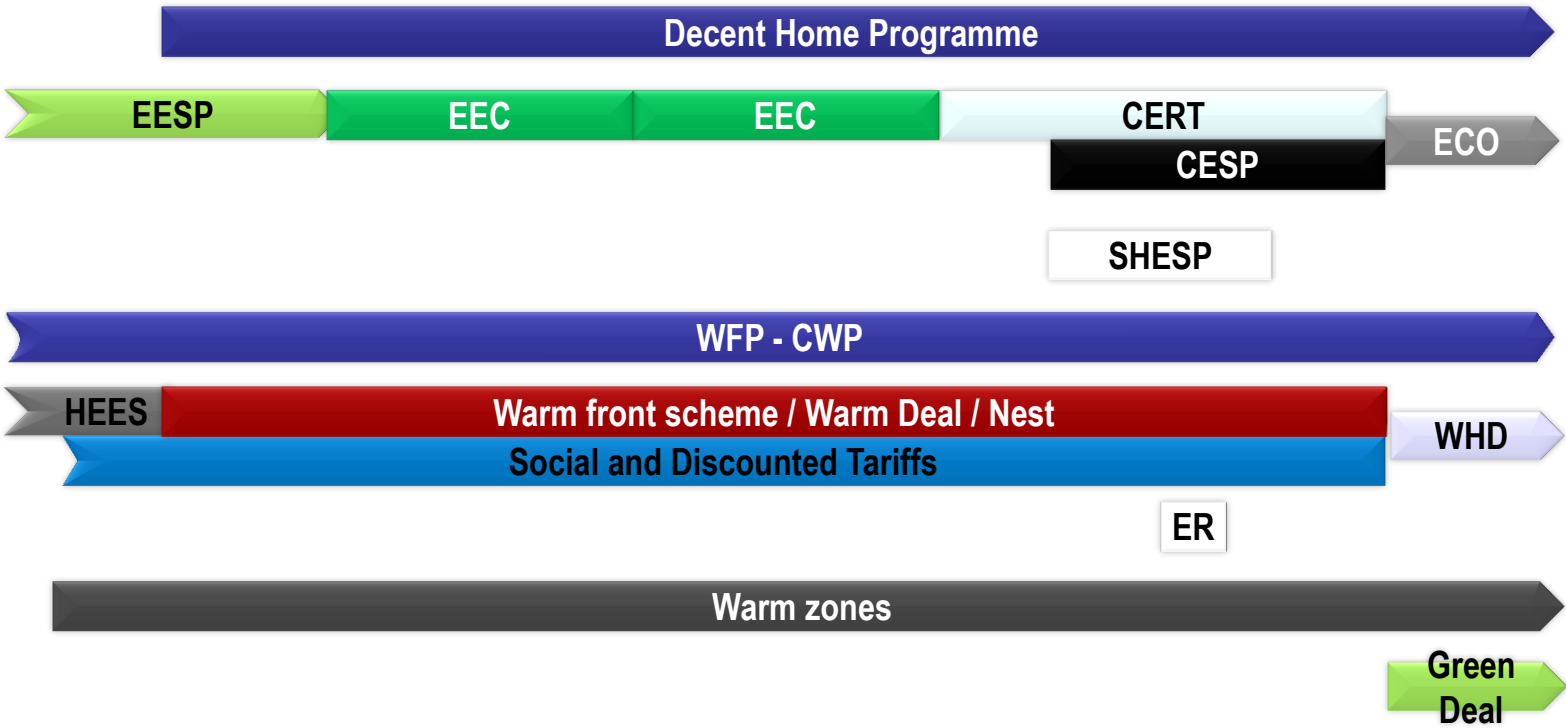 Decent Home Programme
EESP
EEC
EEC
CERT
ECO
CESP
SHESP
WFP - CWP
HEES
Warm front scheme / Warm Deal / Nest
WHD
Social and Discounted Tariffs
ER
Warm zones
Green
Deal